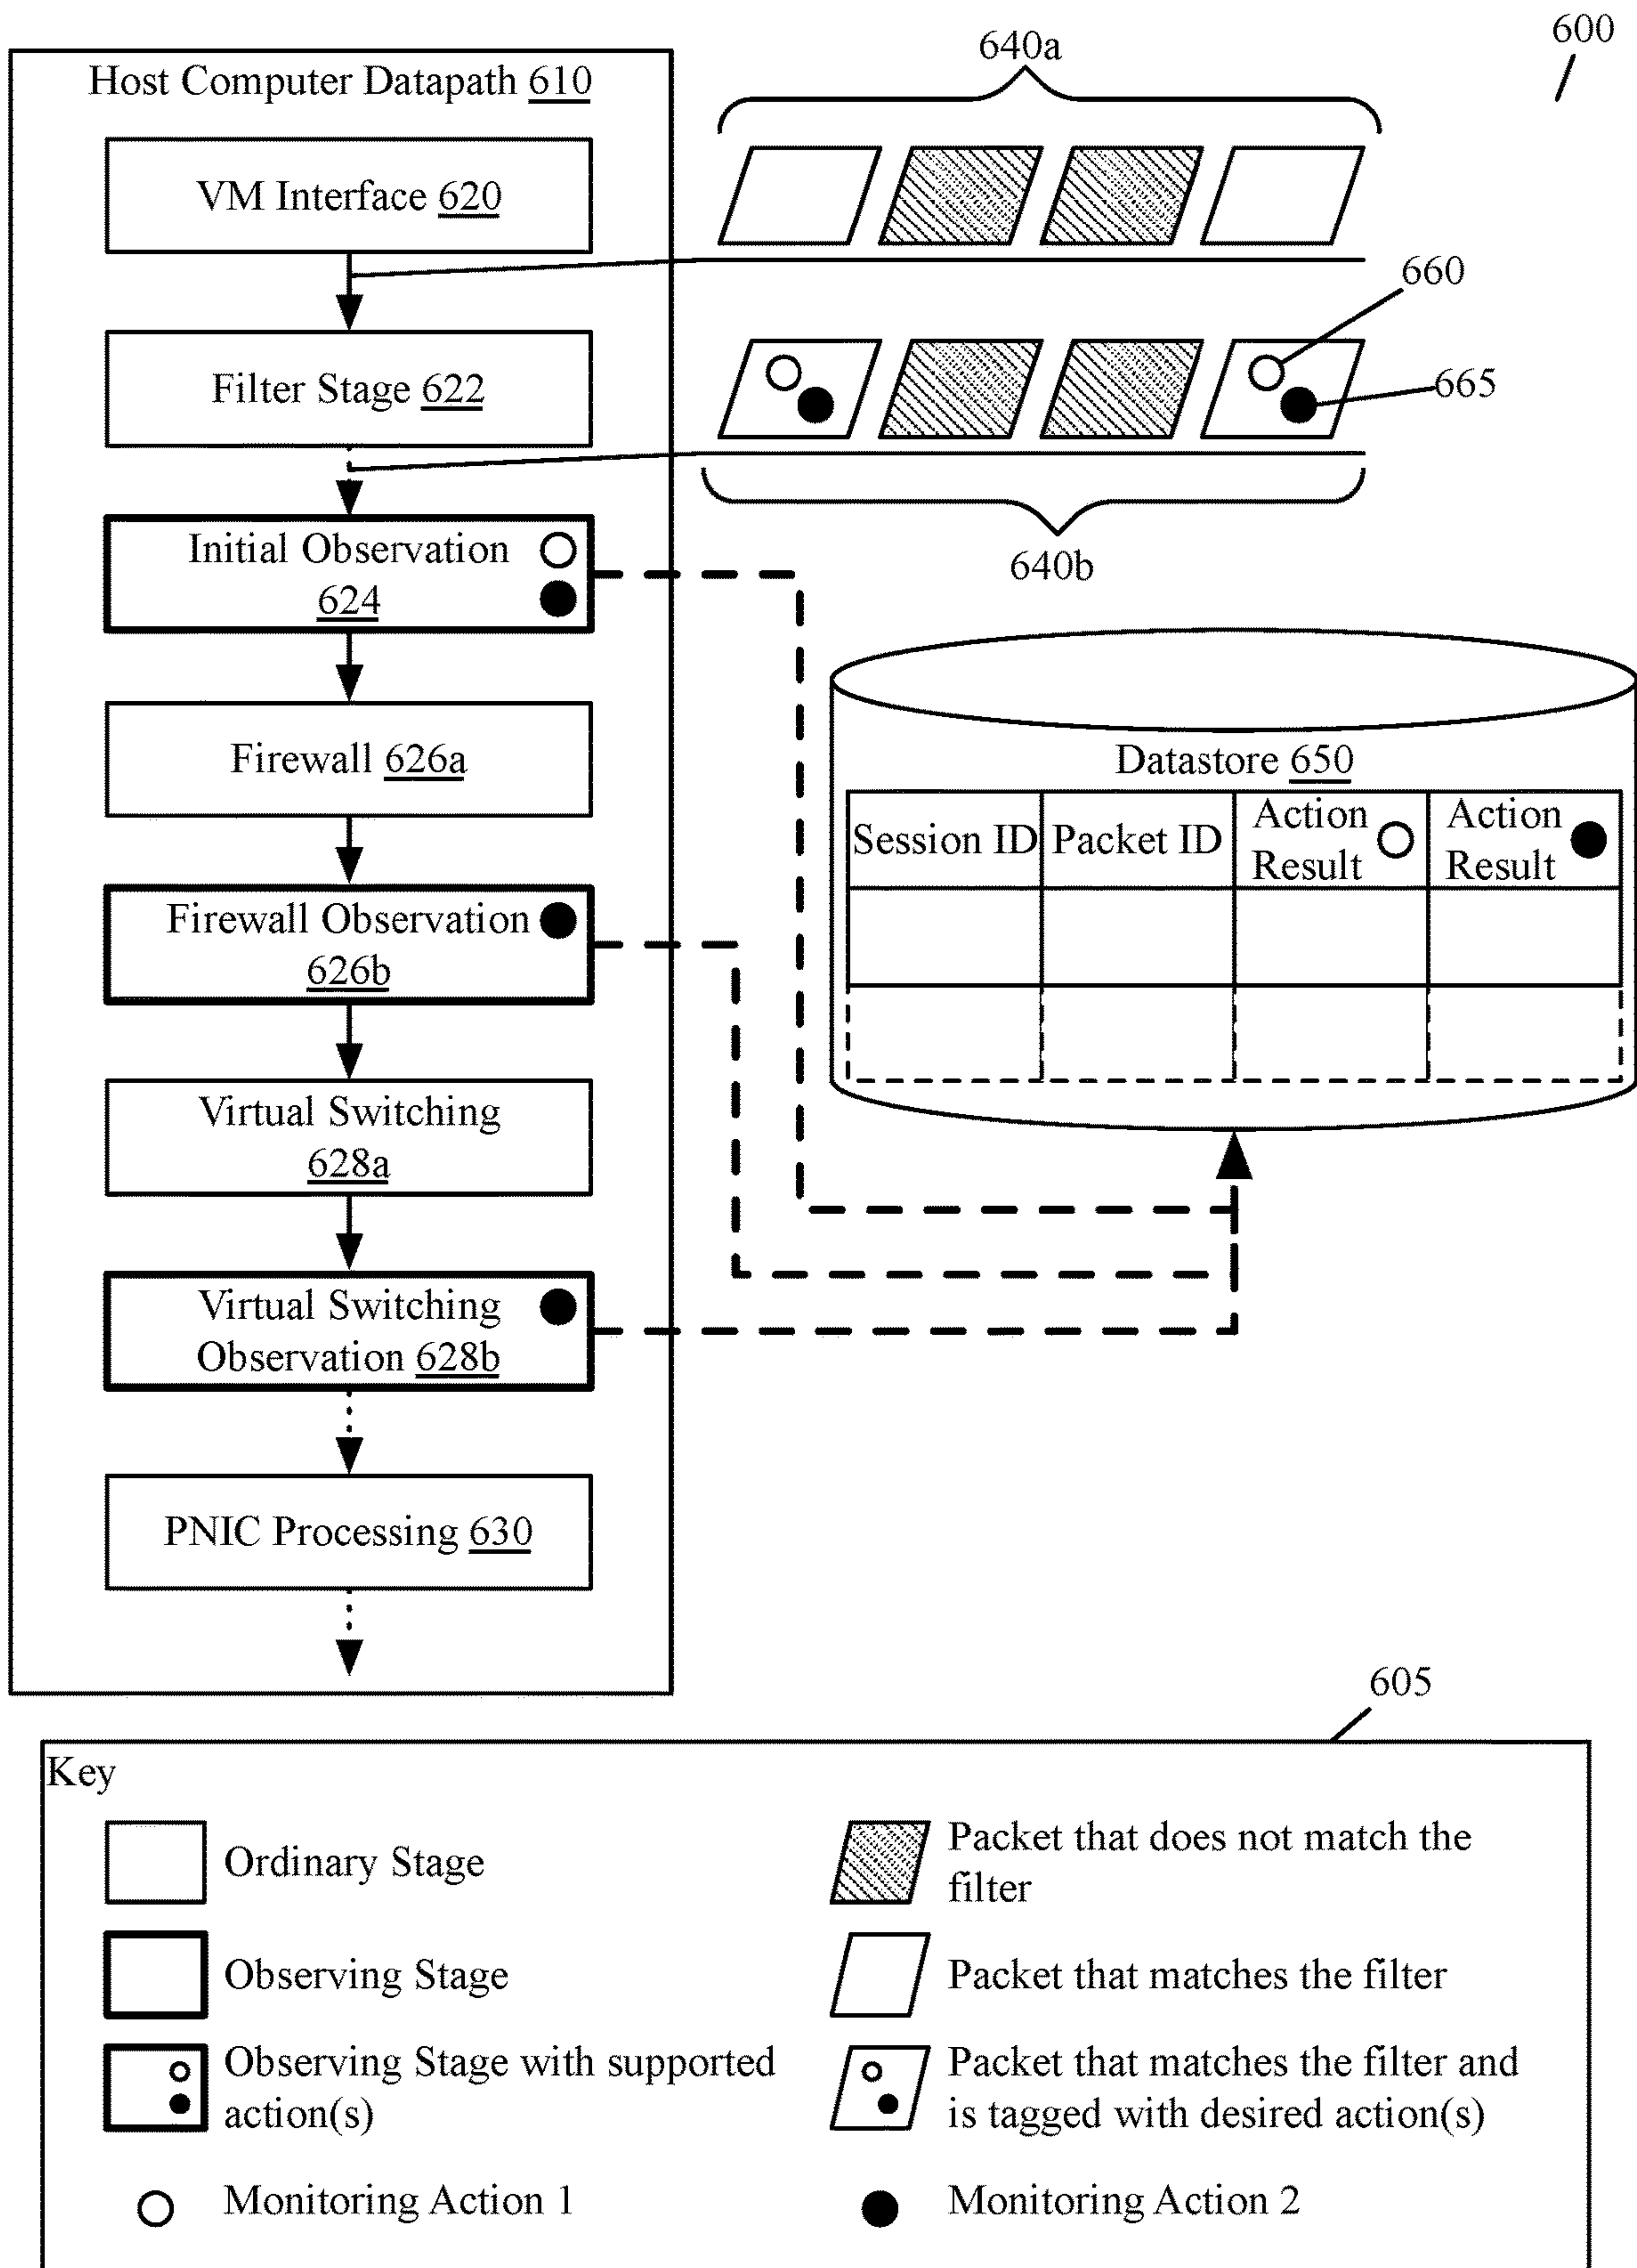 600
640a
Host Computer Datapath 610
VM Interface 620
660
Filter Stage 622
665
Initial Observation
624
640b
Firewall 626a
Datastore 650
Session ID
Packet ID
Action
Result
Action
Result
Firewall Observation
626b
Virtual Switching
628a
Virtual Switching
Observation 628b
PNIC Processing 630
605
Key
Ordinary Stage
Packet that does not match the
filter
Observing Stage
Packet that matches the filter
Observing Stage with supported
action(s)
Packet that matches the filter and
is tagged with desired action(s)
Monitoring Action 1
Monitoring Action 2